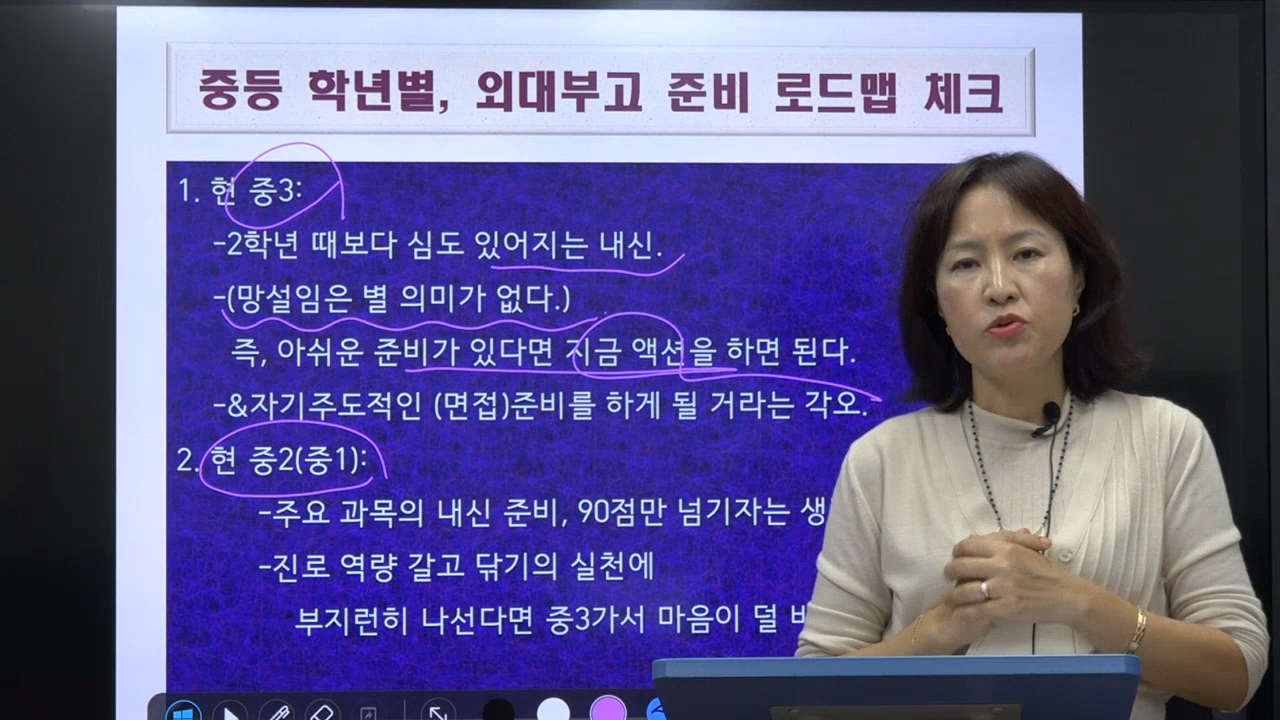 중등 학년별, 외대부고 준비 로드맵 체크
1. 현 중3:
-2학년 때보다 심도 있어지는 내신.
-(망설임은 별 의미가 없다.)
즉, 아쉬운 준비가 있다면 지금 액션을 하면 된다.
-&자기주도적인 (면접)준비를 하게 될 거라는 각오.
2. 현 중2(중1):
-주요 과목의 내신 준비, 90점만 넘기자는
-진로 역량 갈고 닦기의 실천에
부지런히 나선다면 중3가서 마음이 덜